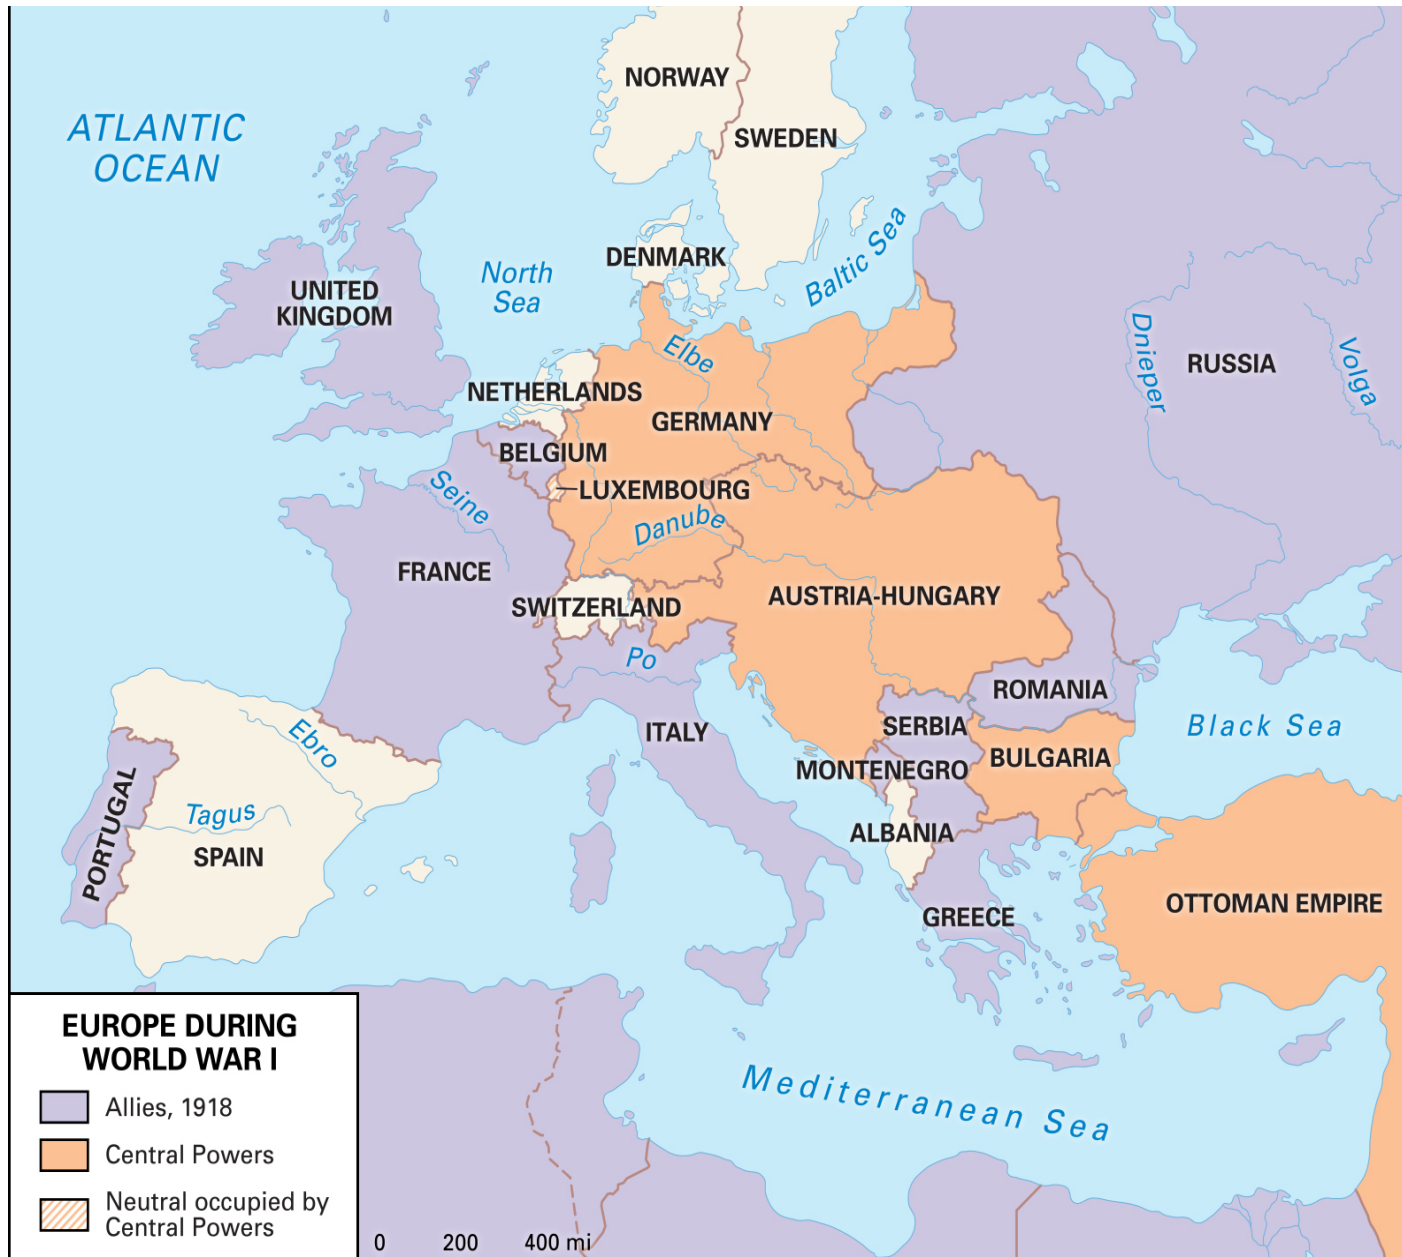 ATLANTIC
OCEAN
NORWAY
SWEDEN
DENMARK
North
Sea
Baltic Sea
UNITED
KINGDOM
Elbe
NETHERLANDS
GERMANY
Dnieper
Volga
RUSSIA
BELGIUM
LUXEMBOURG
Seine
Danube
FRANCE
SWITZERLAND
AUSTRIA-HUNGARY
Po
ROMANIA
ITALY
SERBIA
Black Sea
Ebro
MONTENEGRO
BULGARIA
PORTUGAL
Tagus
SPAIN
ALBANIA
GREECE
OTTOMAN EMPIRE
Mediterranean Sea
EUROPE DURING
WORLD WAR I
Allies, 1918
Central Powers
Neutral occupied by
Central Powers
0 200 400 mi